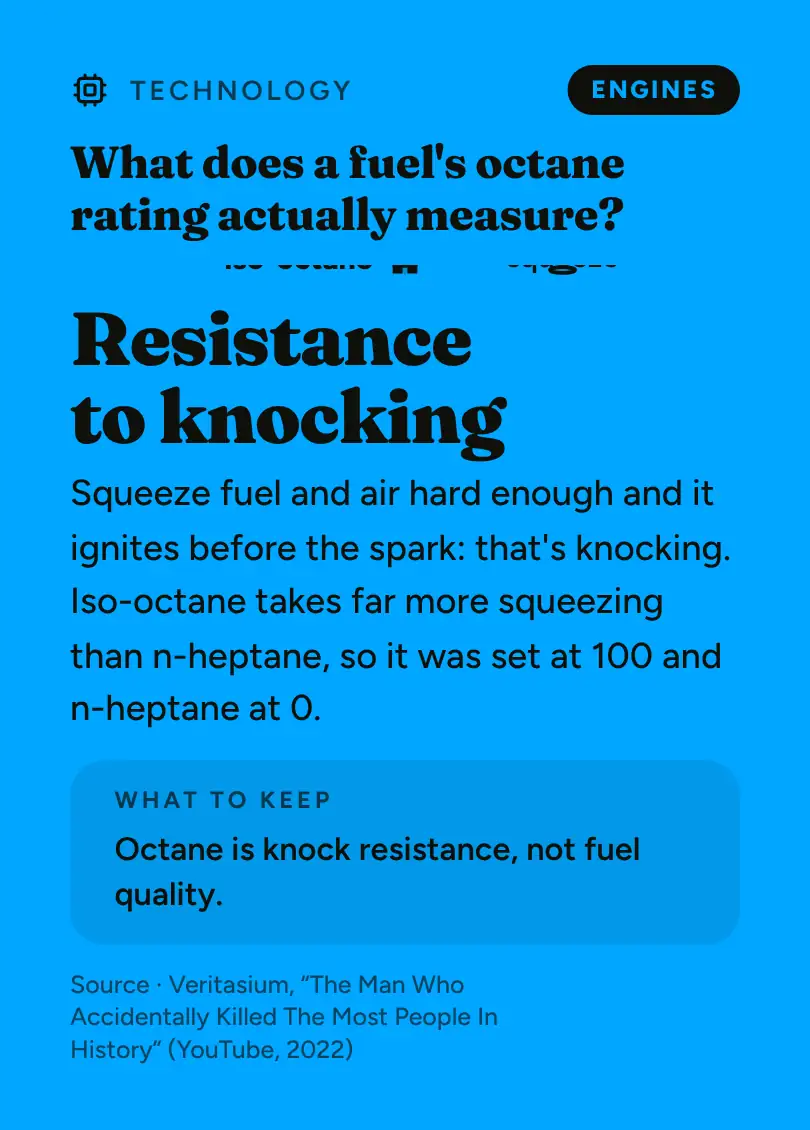 TECHNOLOGY
ENGINES
What does a fuel's octane
rating actually measure?
Resistance
to knocking
Squeeze fuel and air hard enough and it
ignites before the spark: that's knocking.
Iso-octane takes far more squeezing
than n-heptane, so it was set at 100 and
n-heptane at 0.
WHAT TO KEEP
Octane is knock resistance, not fuel
quality.
Source · Veritasium, “The Man Who
Accidentally Killed The Most People In
History” (YouTube, 2022)